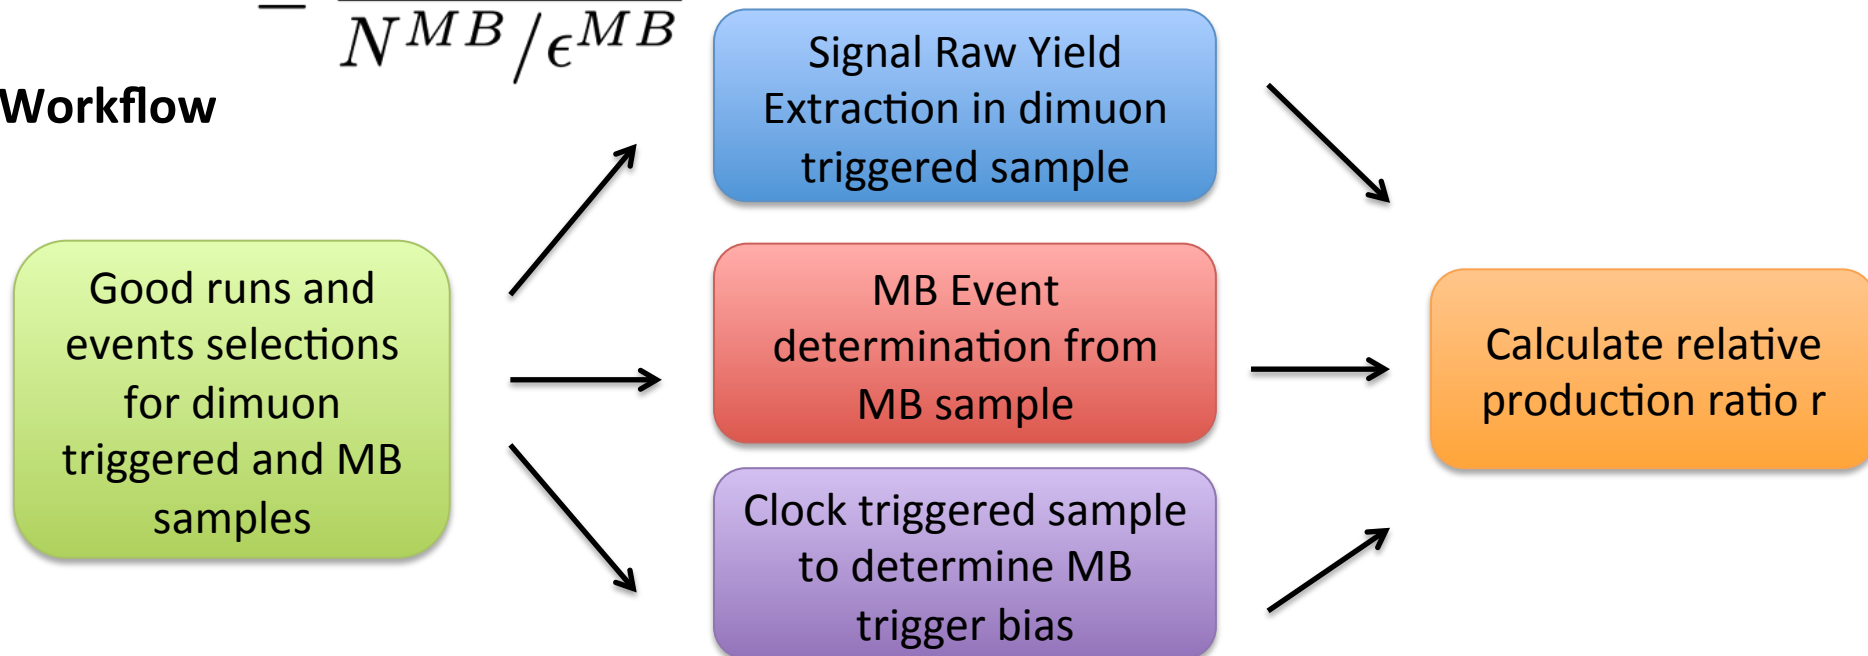 = N^{MB}/ϵ^{MB}
Workflow
Signal Raw Yield
Extraction in dimuon
triggered sample
Good runs and
events selections
for dimuon
triggered and MB
samples
MB Event
determination from
MB sample
Clock triggered sample
to determine MB
trigger bias
Calculate relative
production ratio r